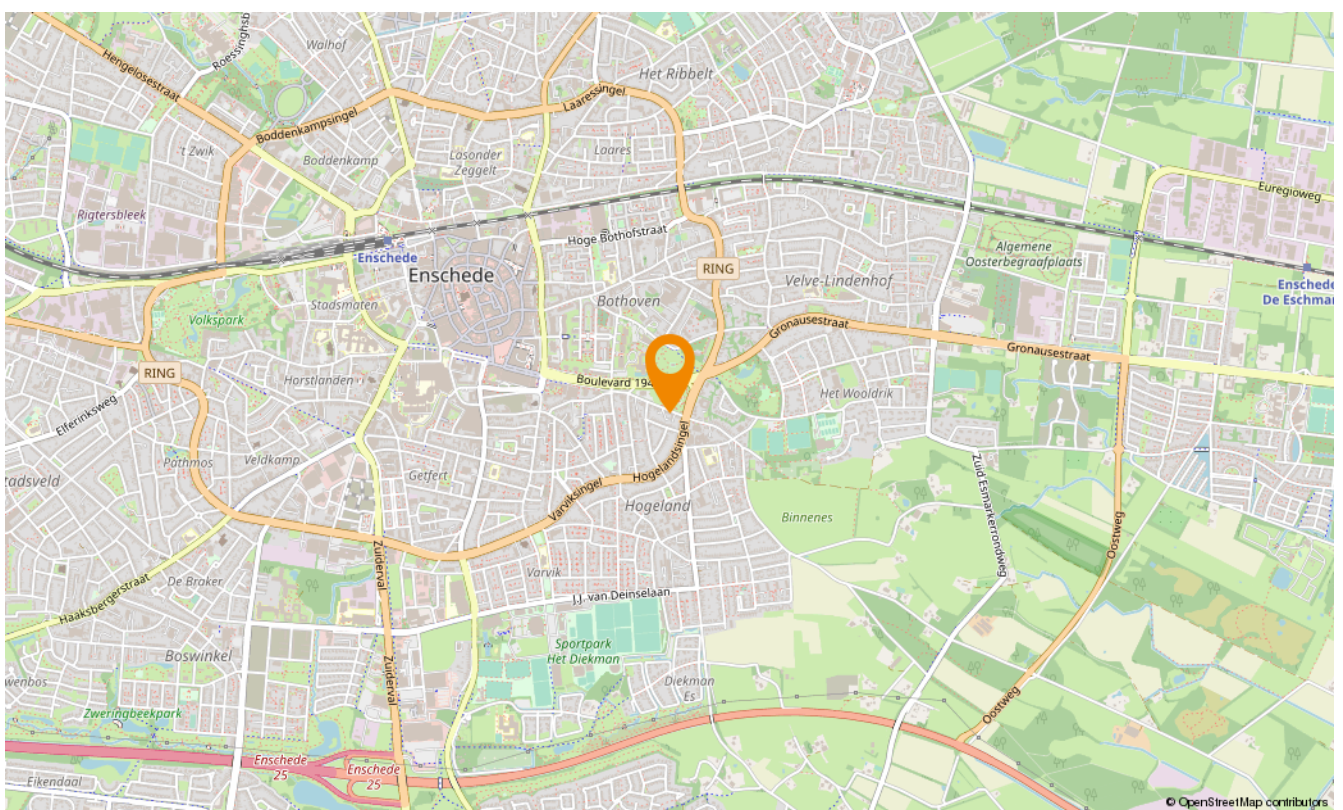 Walhof
Roessinghsb
Hengelosestraat
Het Ribbelt
Laaressingel
Boddenkampsingel
't Zwik
Boddenkamp
Lasonder
Zeggelt
Laares
Euregioweg
Rigtersbleek
Hoge Bothofstraat
Enschede
Enschede
RING
Algemene
Oosterbegraafplaats
Velve-Lindenhof
Enschede
De Eschmar
Stadsmaten
Bothoven
Volkspark
Gronausestraat
Gronausestraat
RING
Horstlanden
Boulevard 194
Het Wooldrik
Elferinksweg
Pathmos
Veldkamp
Getfert
Hogelandsingel
Varviksingel
Hogeland
Zuid Esmarkerrondweg
tadsveld
Binnenes
Oostweg
Zuiderval
De Braker
Varvik
Haaksbergerstraat
J.J. van Deinselaan
Sportpark
Het Diekman
Boswinkel
Zuiderval
Diekman
Es
wenbos
Zweringbeekpark
Oostweg
Enschede
25
Enschede
25
Eikendaal
© OpenStreetMap contributors